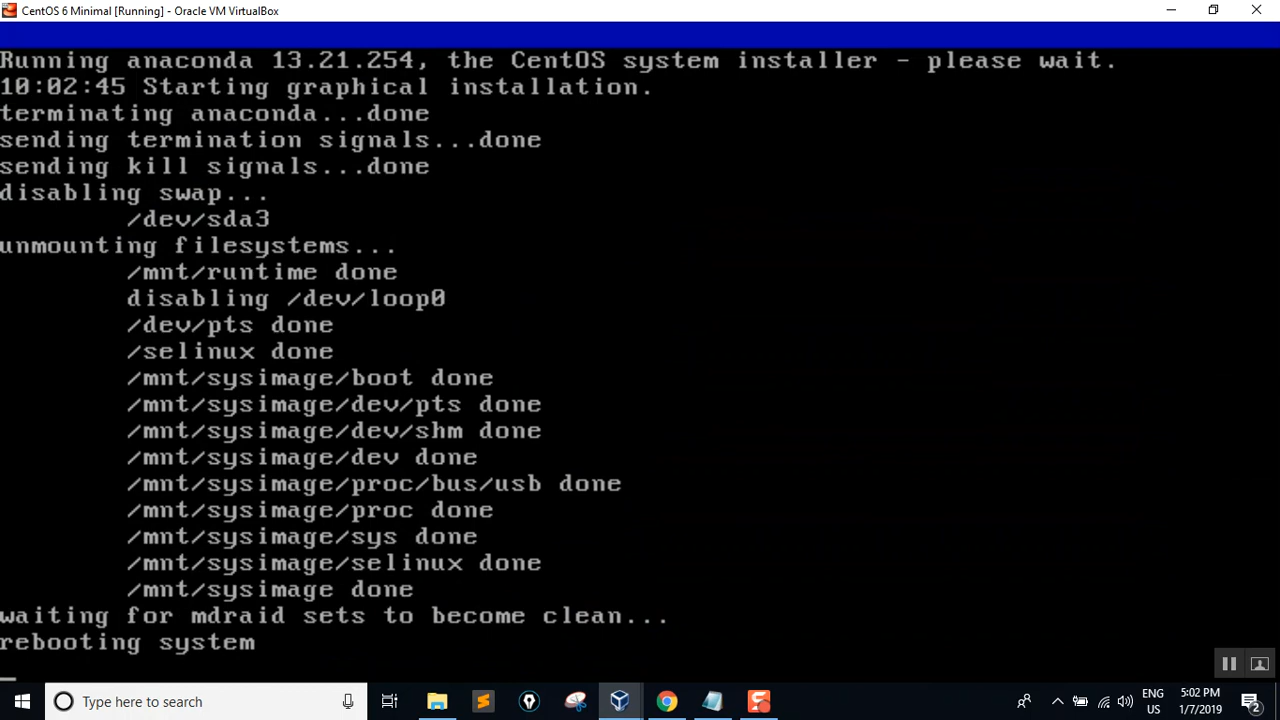 CentOS 6 Minimal [Running] - Oracle VM VirtualBox
Running anaconda 13.21.254, the CentOS system installer - please wait.
10:02:45 Starting graphical installation.
terminating anaconda...done
sending termination signals...done
sending kill signals...done
disabling swap...
/dev/sda3
unmounting filesystems...
/mnt/runtime done
disabling /dev/loop0
/dev/pts done
/selinux done
/mnt/sysimage/boot done
/mnt/sysimage/dev/pts done
/mnt/sysimage/dev/shm done
/mnt/sysimage/dev done
/mnt/sysimage/proc/bus/usb done
/mnt/sysimage/proc done
/mnt/sysimage/sys done
/mnt/sysimage/selinux done
/mnt/sysimage done
waiting for mdraid sets to become clean...
rebooting system
Type here to search
ENG
US
5:02 PM
1/7/2019
2